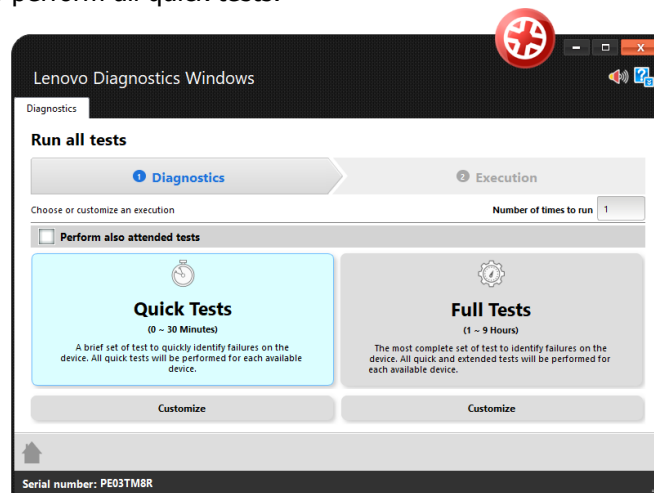 perform all quick tests.
Lenovo Diagnostics Windows
Diagnostics
Run all tests
1 Diagnostics
2 Execution
Choose or customize an execution
Number of times to run 1
Perform also attended tests
Quick Tests
(0 ~ 30 Minutes)
A brief set of test to quickly identify failures on the
device. All quick tests will be performed for each available
device.
Full Tests
(1 ~ 9 Hours)
The most complete set of test to identify failures on the
device. All quick and extended tests will be performed for
each available device.
Customize
Customize
Serial number: PE03TM8R